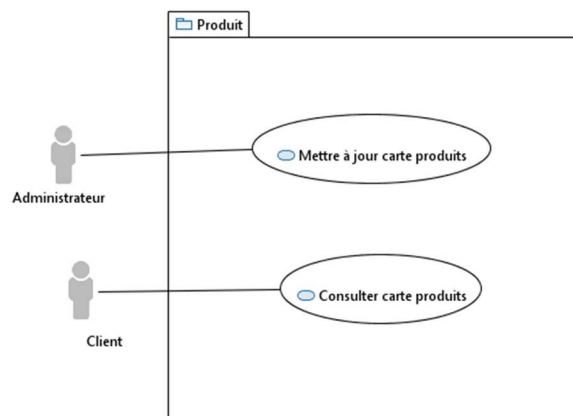 Produit
Mettre à jour carte produits
Administrateur
Consulter carte produits
Client